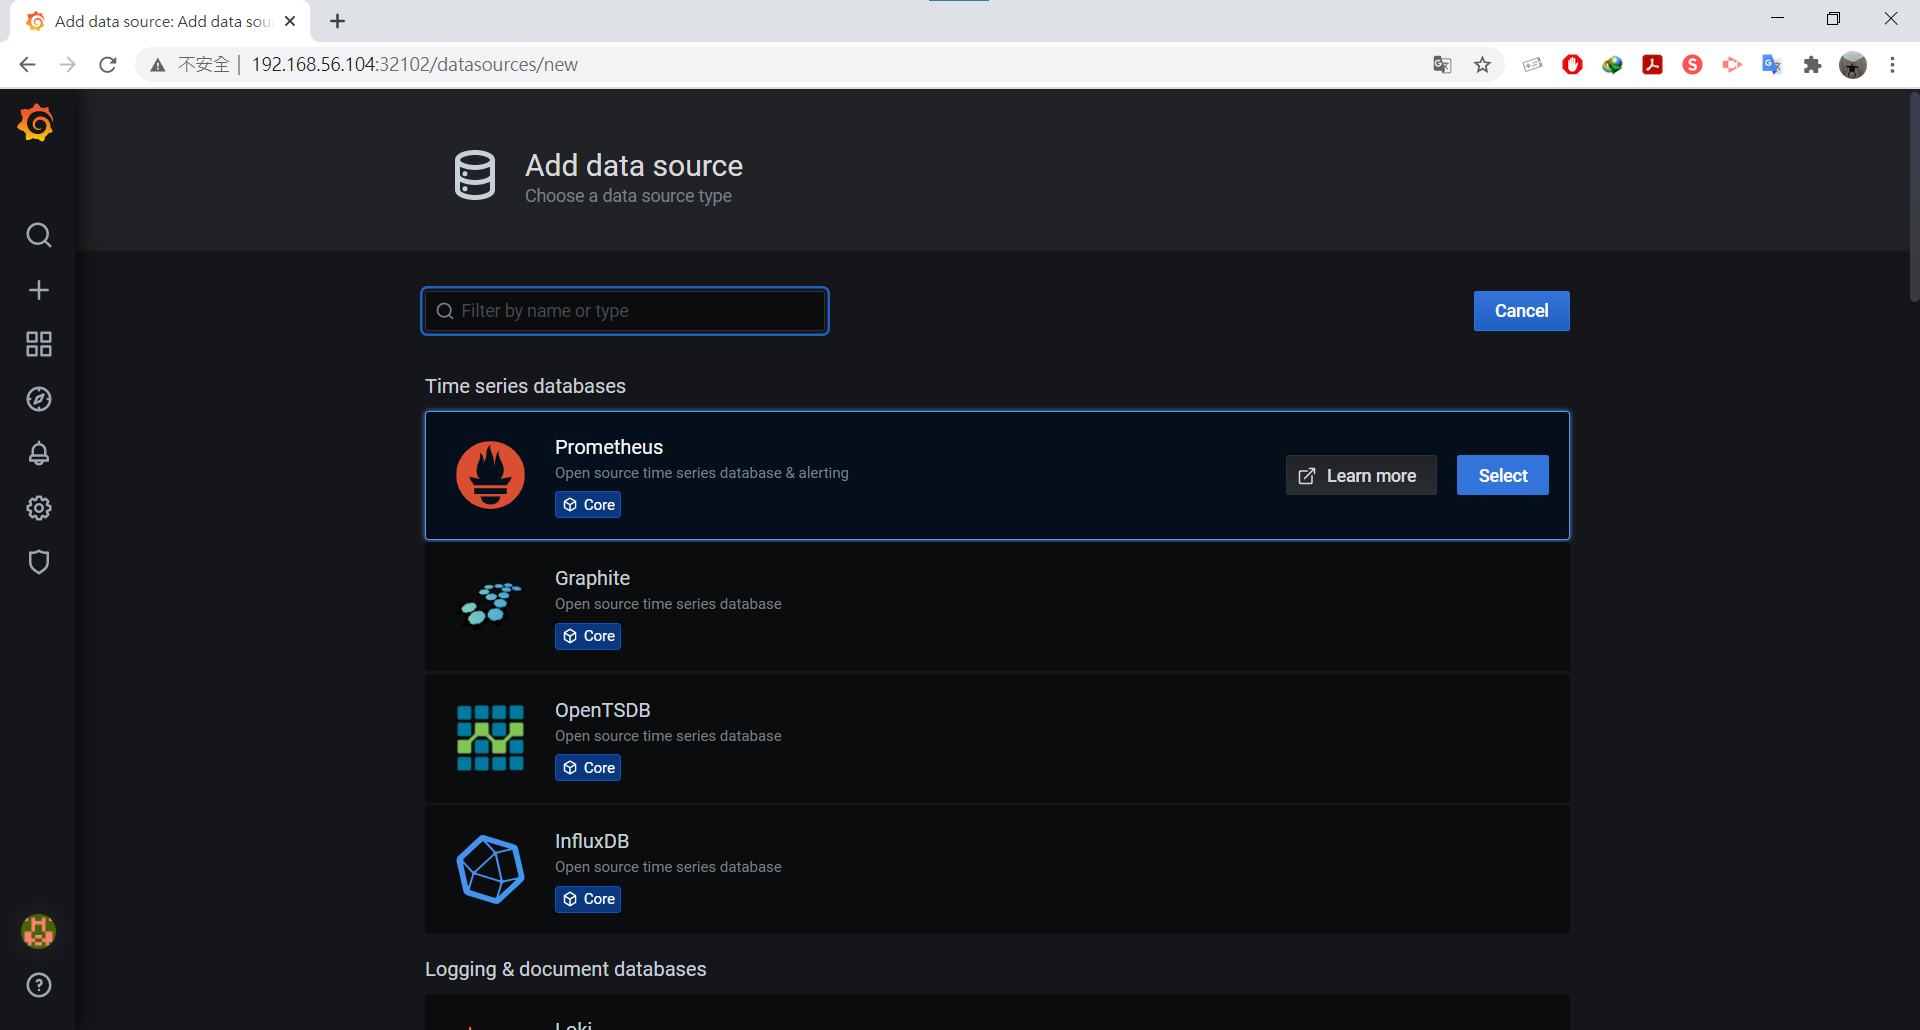 Add data source: Add data sou
不安全 | 192.168.56.104:32102/datasources/new
Add data source
Choose a data source type
Filter by name or type
Cancel
Time series databases
Prometheus
Open source time series database & alerting
Core
Learn more
Select
Graphite
Open source time series database
Core
OpenTSDB
Open source time series database
Core
InfluxDB
Open source time series database
Core
Logging & document databases
Loki